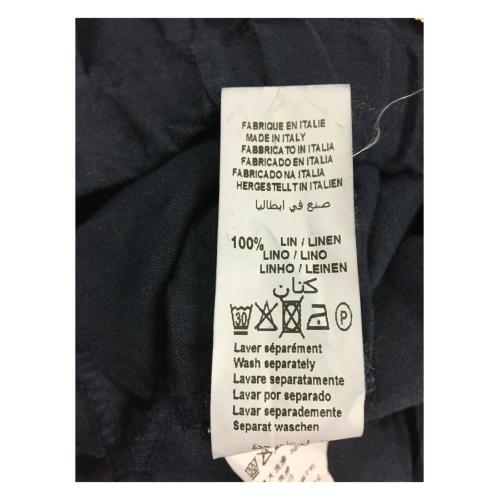 FABRIQUE EN ITALIE
MADE IN ITALY
FABBRICATO IN ITALIA
FABRICADO EN ITALIA
FABRICADO NA ITALIA
HERGESTELLT IN ITALIEN
صنع في ايطاليا
100% LIN / LINEN
LINO / LINO
LINHO / LEINEN
كتان
30 P
Laver séparément
Wash separately
Lavare separatamente
Lavar por separado
Lavar separademente
Separat waschen
30